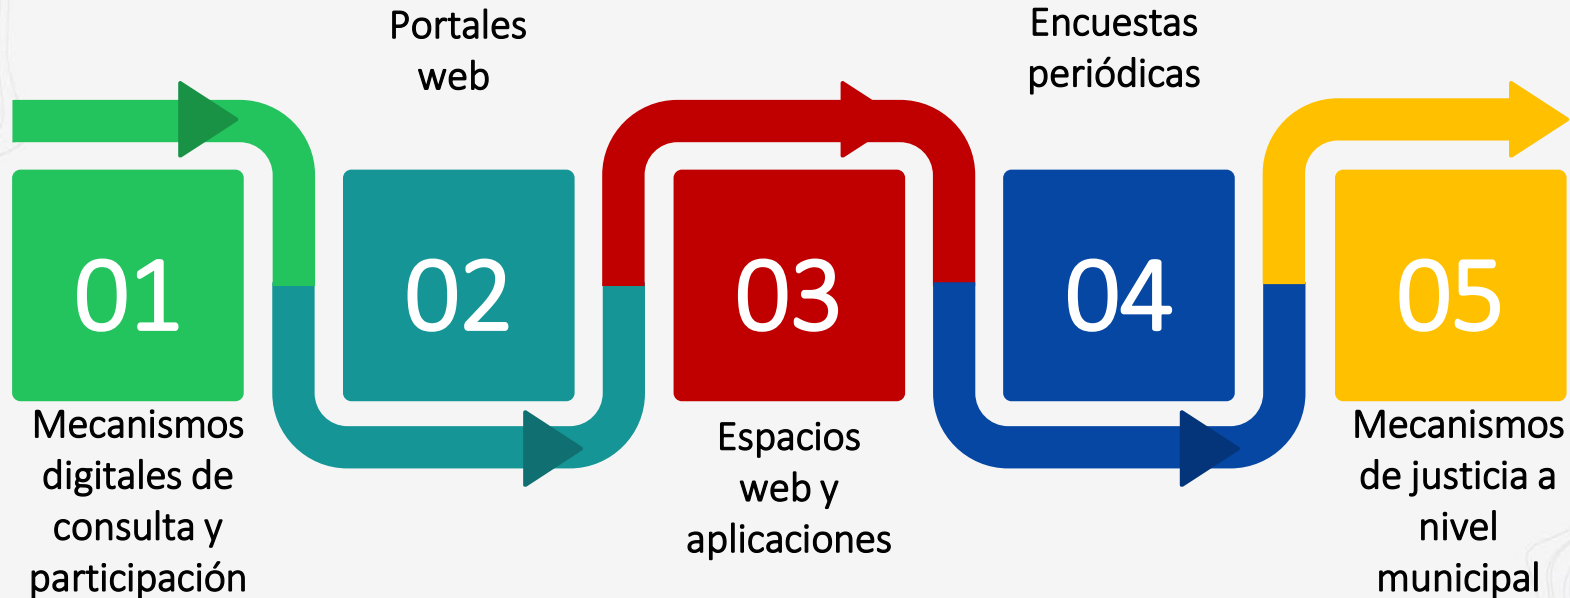 01
Mecanismos
digitales de
consulta y
participación
Portales
web
02
03
Espacios
web y
aplicaciones
Encuestas
periódicas
04
05
Mecanismos
de justicia a
nivel
municipal